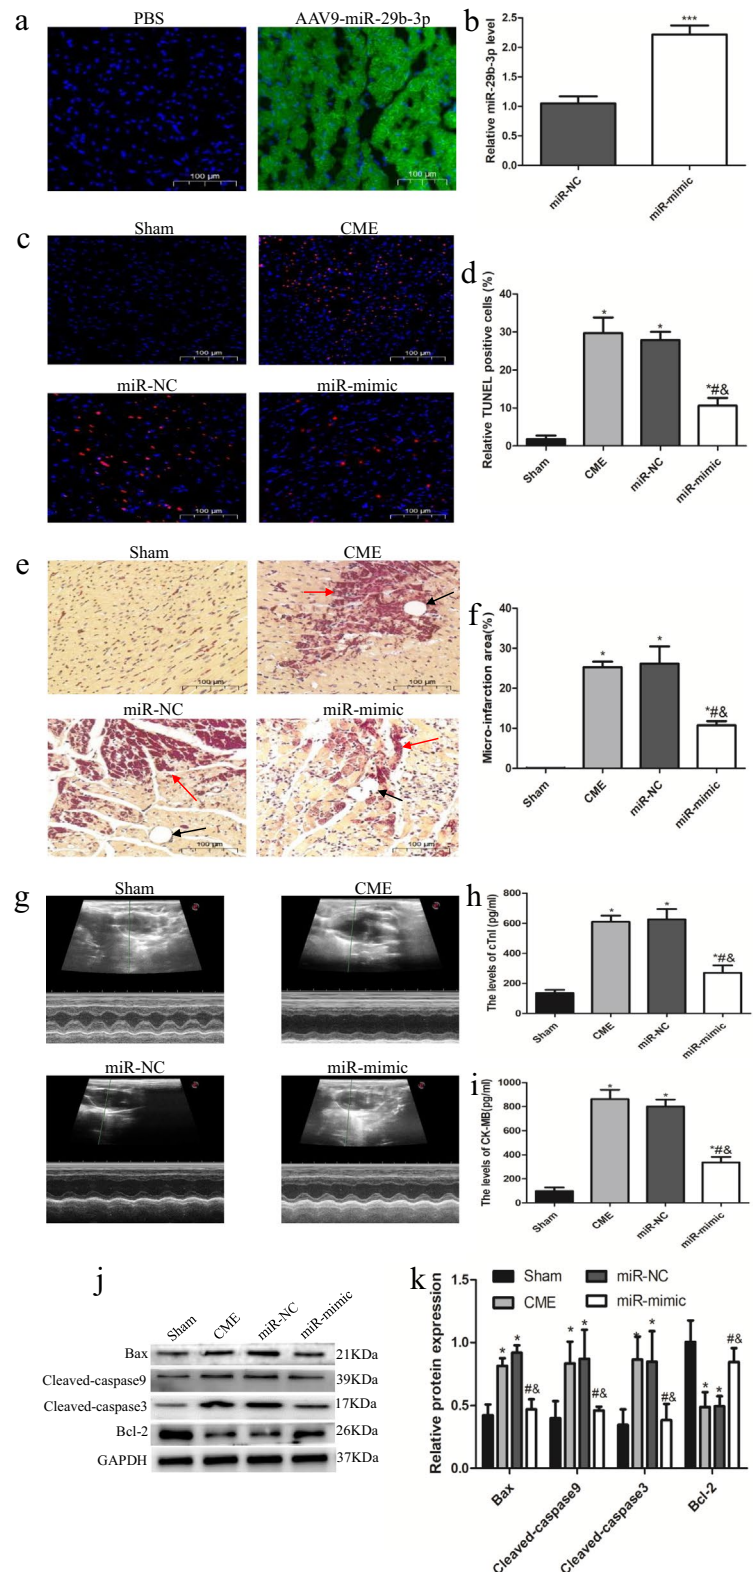 a
PBS
AAV9-miR-29b-3p
100 μm
100 μm
b
Relative miR-29b-3p level
2.5
2.0
1.5
1.0
0.5
0.0
***
miR-NC
miR-mimic
c
Sham
CME
100 μm
100 μm
miR-NC
miR-mimic
100 μm
100 μm
d
Relative TUNEL positive cells (%)
40
30
20
10
0
*
*
*#&
Sham
CME
miR-NC
miR-mimic
e
Sham
CME
100 μm
100 μm
miR-NC
miR-mimic
100 μm
100 μm
f
Micro-infarction area(%)
40
30
20
10
0
*
*
*#&
Sham
CME
miR-NC
miR-mimic
g
Sham
CME
miR-NC
miR-mimic
h
The levels of cTnI (pg/ml)
800
600
400
200
0
*
*
*#&
Sham
CME
miR-NC
miR-mimic
i
The levels of CK-MB(pg/ml)
1000
800
600
400
200
0
*
*
*#&
Sham
CME
miR-NC
miR-mimic
j
Sham
CME
miR-NC
miR-mimic
Bax
21KDa
Cleaved-caspase9
39KDa
Cleaved-caspase3
17KDa
Bcl-2
26KDa
GAPDH
37KDa
k
Sham
miR-NC
CME
miR-mimic
Relative protein expression
1.5
1.0
0.5
0.0
* * #&
* * #&
* * #&
* * #&
Bax
Cleaved-caspase9
Cleaved-caspase3
Bcl-2